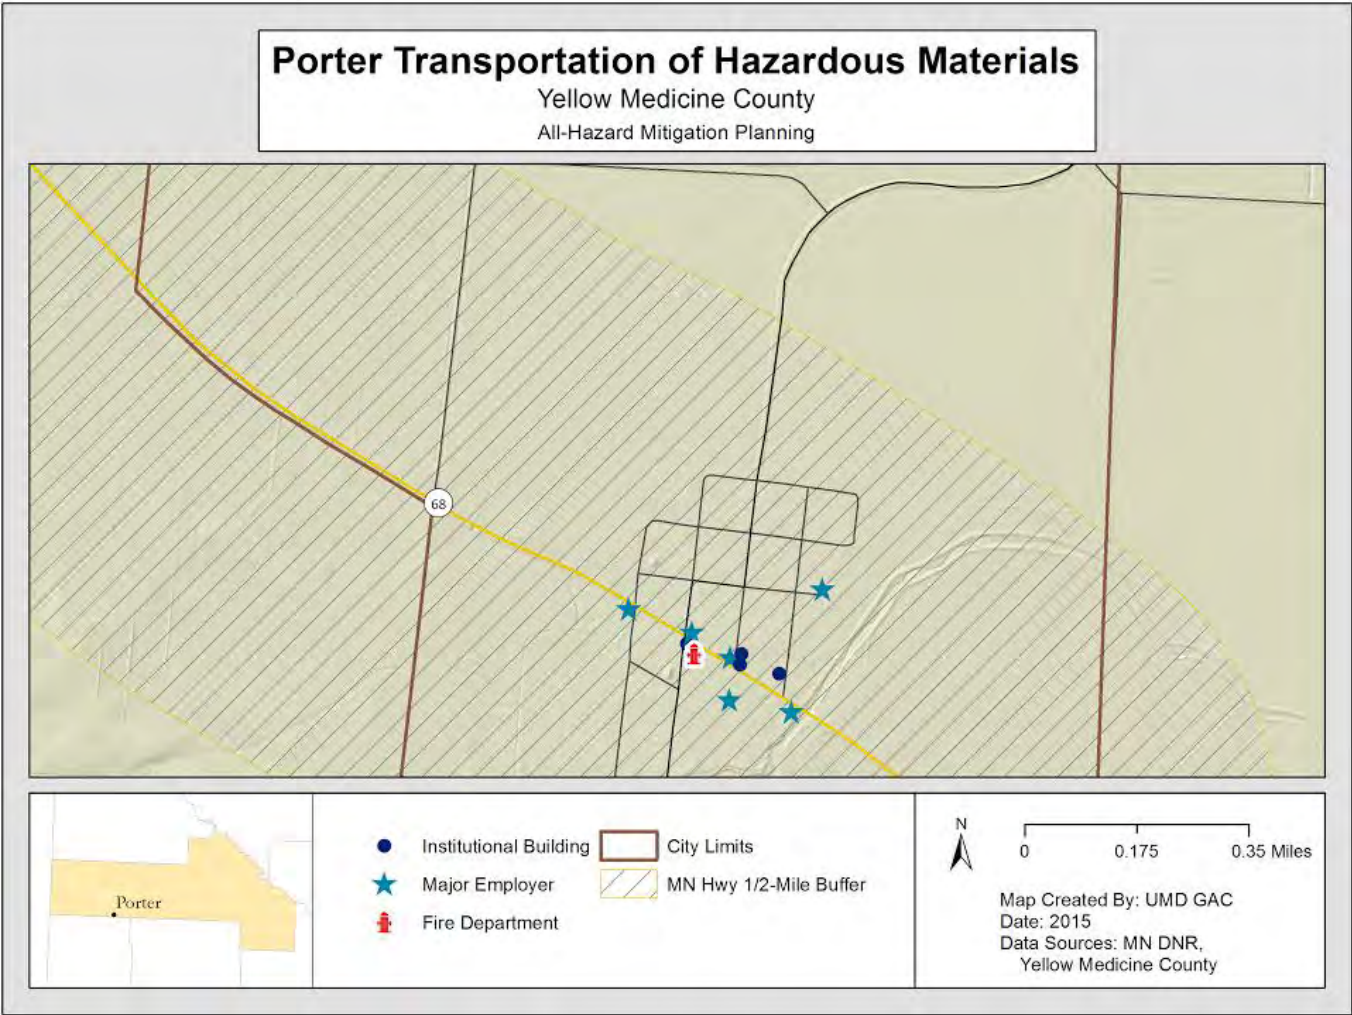 Porter Transportation of Hazardous Materials
Yellow Medicine County
All-Hazard Mitigation Planning
68
Porter
Institutional Building
Major Employer
Fire Department
City Limits
MN Hwy 1/2-Mile Buffer
N
0 0.175 0.35 Miles
Map Created By: UMD GAC
Date: 2015
Data Sources: MN DNR,
Yellow Medicine County